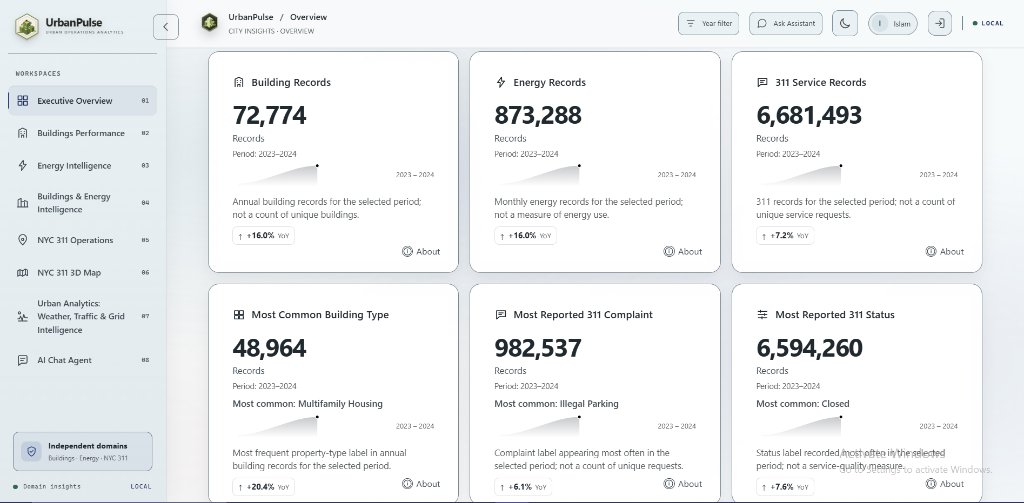 UrbanPulse
URBAN OPERATIONS ANALYTICS
UrbanPulse / Overview
CITY INSIGHTS · OVERVIEW
Year filter
Ask Assistant
I Islam
LOCAL
WORKSPACES
Executive Overview 01
Buildings Performance 02
Energy Intelligence 03
Buildings & Energy
Intelligence 04
NYC 311 Operations 05
NYC 311 3D Map 06
Urban Analytics:
Weather, Traffic & Grid
Intelligence 07
AI Chat Agent 08
Independent domains
Buildings · Energy · NYC 311
Domain insights LOCAL
Building Records
72,774
Records
Period: 2023–2024
2023 – 2024
Annual building records for the selected period;
not a count of unique buildings.
↑ +16.0% YoY
About
Energy Records
873,288
Records
Period: 2023–2024
2023 – 2024
Monthly energy records for the selected period;
not a measure of energy use.
↑ +16.0% YoY
About
311 Service Records
6,681,493
Records
Period: 2023–2024
2023 – 2024
311 records for the selected period; not a count of
unique service requests.
↑ +7.2% YoY
About
Most Common Building Type
48,964
Records
Period: 2023–2024
Most common: Multifamily Housing
2023 – 2024
Most frequent property-type label in annual
building records for the selected period.
↑ +20.4% YoY
About
Most Reported 311 Complaint
982,537
Records
Period: 2023–2024
Most common: Illegal Parking
2023 – 2024
Complaint label appearing most often in the
selected period; not a count of unique requests.
↑ +6.1% YoY
About
Most Reported 311 Status
6,594,260
Records
Period: 2023–2024
Most common: Closed
2023 – 2024
Status label recorded most often in the selected
period; not a service-quality measure.
↑ +7.6% YoY
About
Activate Windows
Go to Settings to activate Windows.